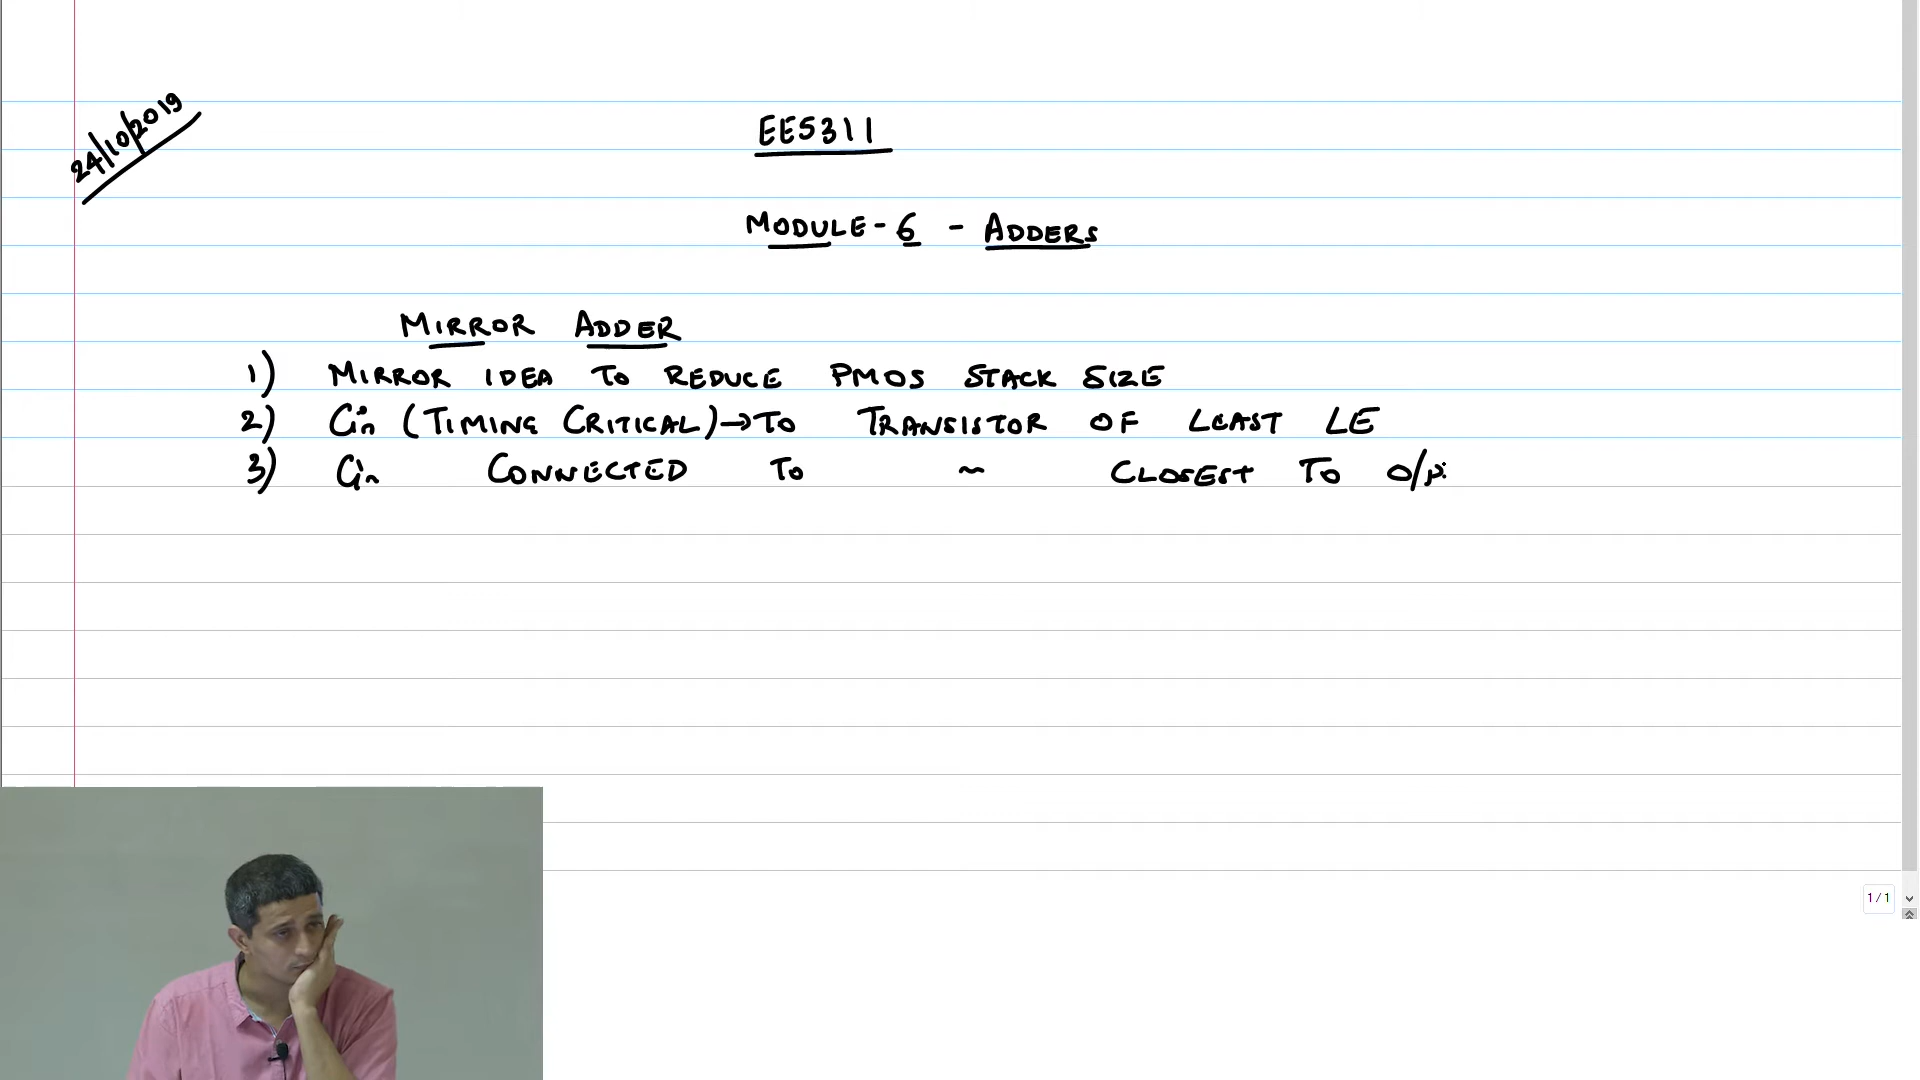 24/10/2019
EE5311
MODULE-6 - ADDERS
MIRROR ADDER
1) MIRROR IDEA TO REDUCE PMOS STACK SIZE
2) Cin (TIMING CRITICAL)→TO TRANSISTOR OF LEAST LE
3) Cin CONNECTED TO ~ CLOSEST TO O/P.
1/1